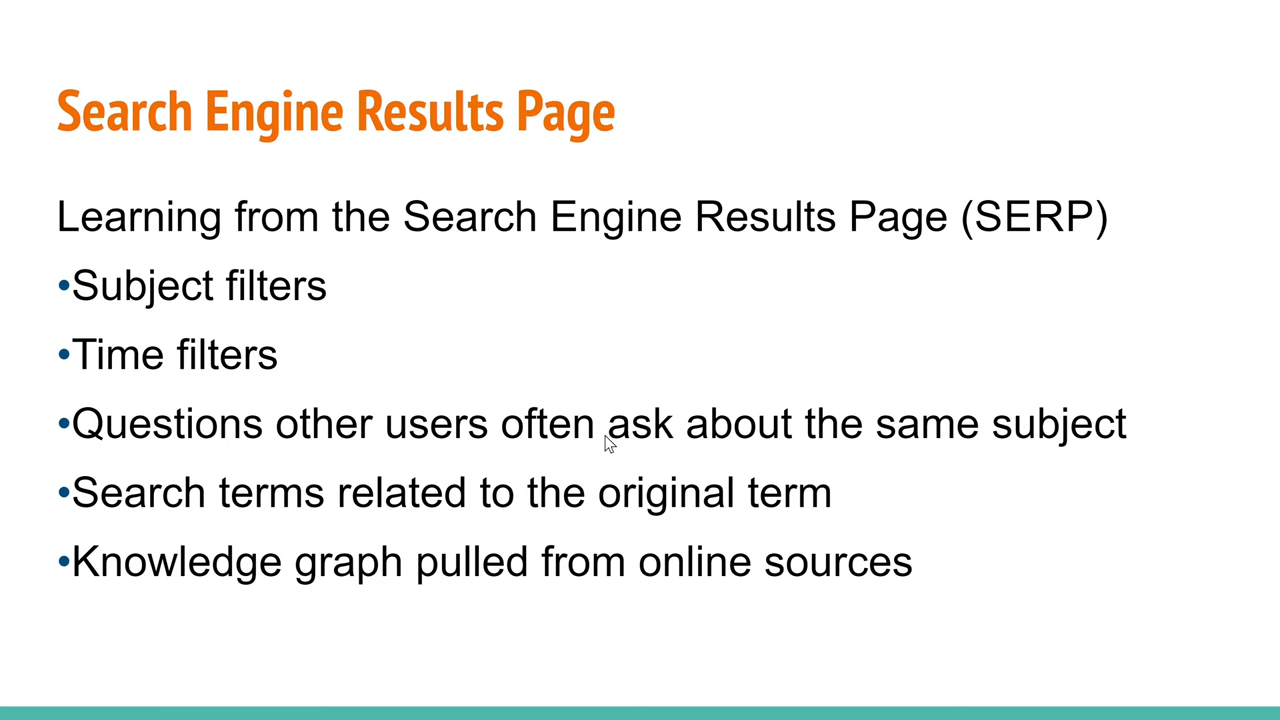 Search Engine Results Page
Learning from the Search Engine Results Page (SERP)
•Subject filters
•Time filters
•Questions other users often ask about the same subject
•Search terms related to the original term
•Knowledge graph pulled from online sources